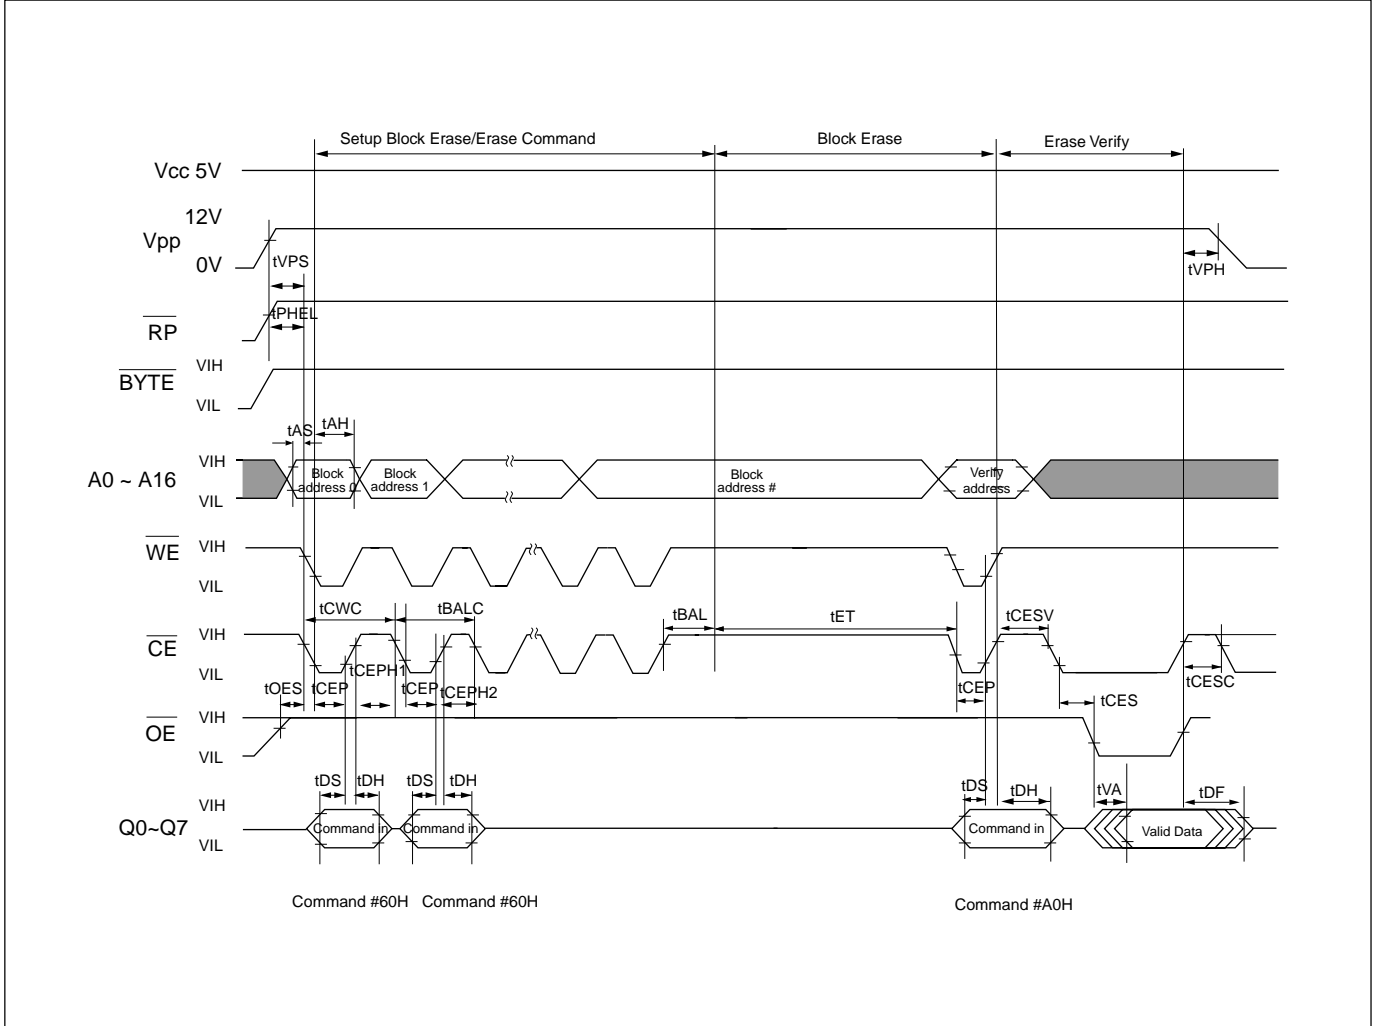 Setup Block Erase/Erase Command Block Erase Erase Verify
Vcc 5V
12V
Vpp
0V
tVPS
tVPH
tPHEL
RP
VIH
BYTE
VIL
tAS tAH
VIH
A0 ~ A16
VIL
Block address 0
Block address 1
Block address #
Verify address
VIH
WE
VIL
tCWC tBALC tBAL tET tCESV
VIH
CE
VIL
tCEPH1
tOES tCEP tCEP tCEPH2 tCEP tCES tCESC
VIH
OE
VIL
tDS tDH tDS tDH tDS tDH tVA tDF
VIH
Q0~Q7
VIL
Command in Command in Command in Valid Data
Command #60H Command #60H Command #A0H